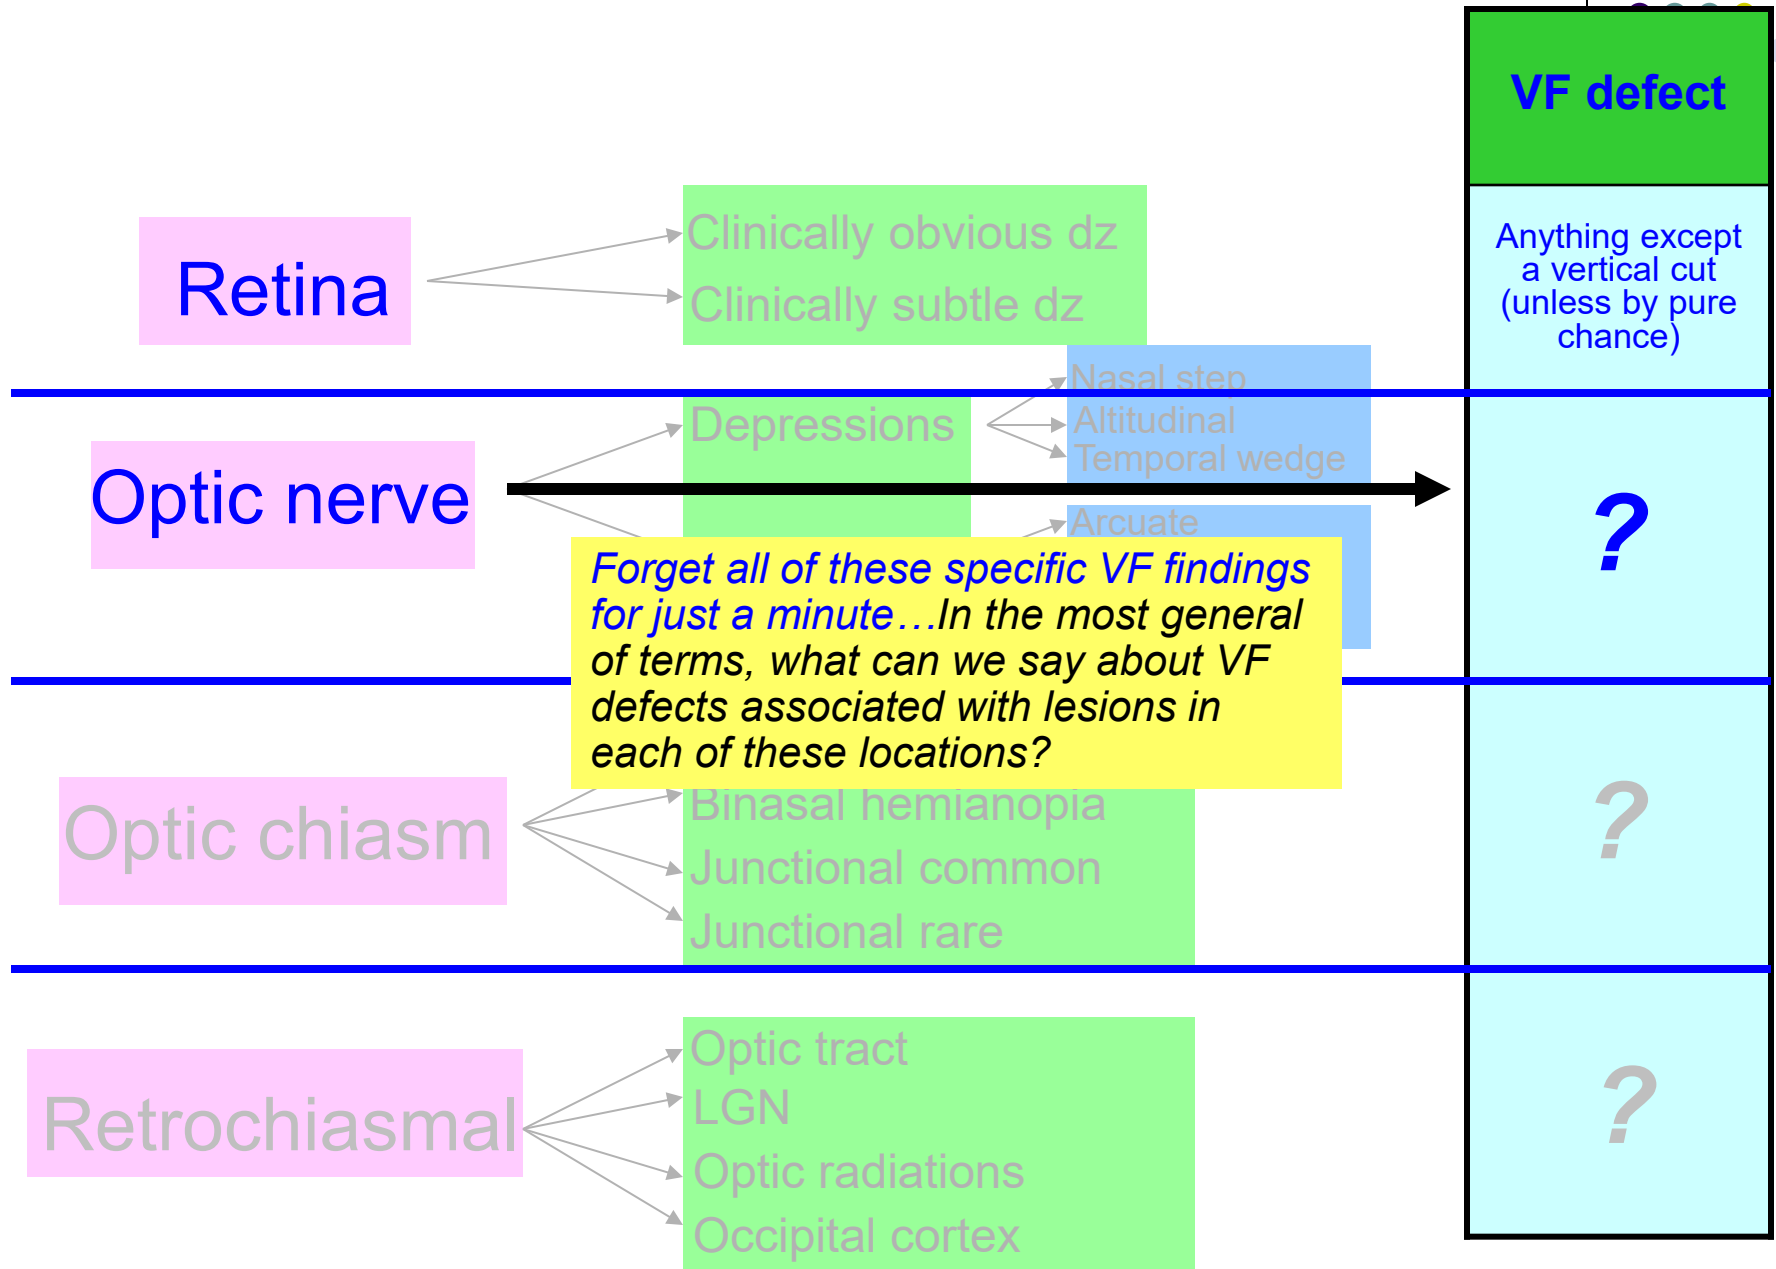 VF defect
Retina
Clinically obvious dz
Clinically subtle dz
Anything except
a vertical cut
(unless by pure
chance)
Optic nerve
Depressions
Nasal step
Altitudinal
Temporal wedge
Arcuate
?
Forget all of these specific VF findings
for just a minute…In the most general
of terms, what can we say about VF
defects associated with lesions in
each of these locations?
Optic chiasm
Binasal hemianopia
Junctional common
Junctional rare
?
Retrochiasmal
Optic tract
LGN
Optic radiations
Occipital cortex
?